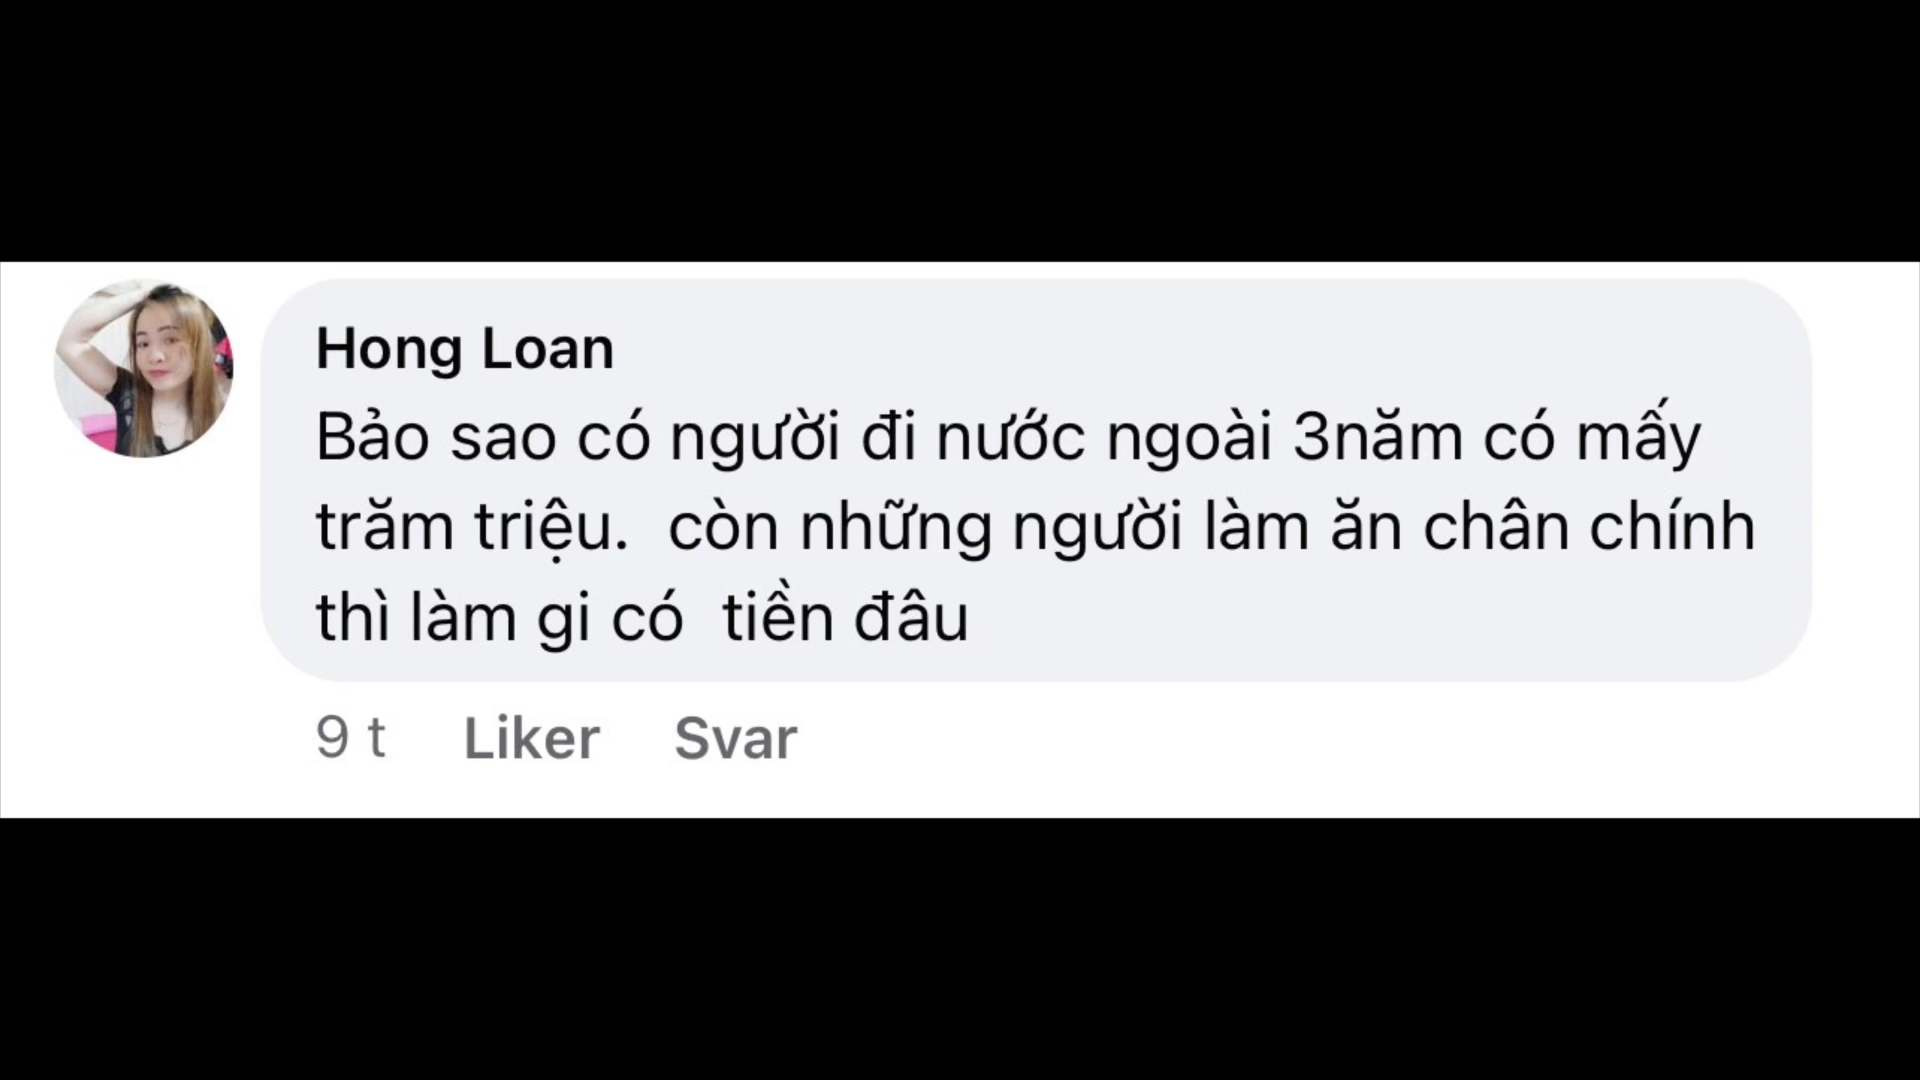 Hong Loan
Bảo sao có người đi nước ngoài 3năm có mấy
trăm triệu.  còn những người làm ăn chân chính
thì làm gi có  tiền đâu
9 t Liker Svar